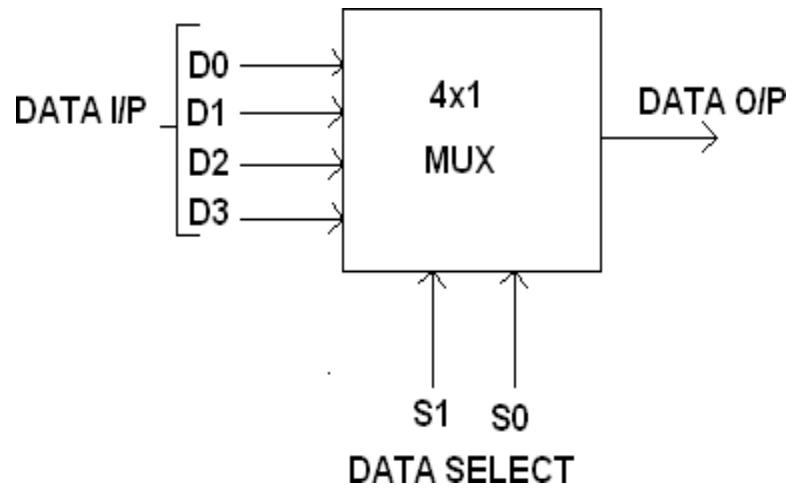 D0
D1
D2
D3
DATA I/P
4x1
MUX
DATA O/P
S1 S0
DATA SELECT